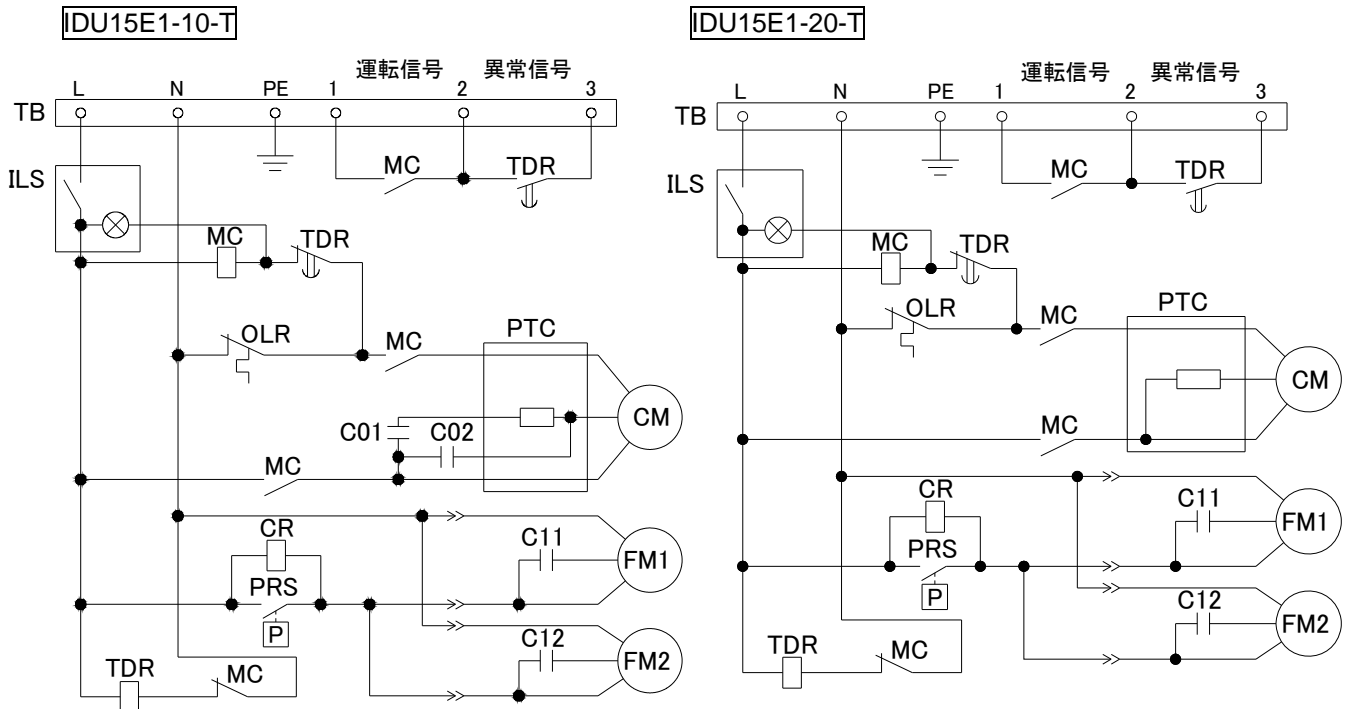 IDU15E1-10-T
運転信号 異常信号
L N PE 1 2 3
TB
MC TDR
ILS
MC TDR
OLR MC PTC
CM
C01 C02
MC
CR C11
FM1
PRS
P
C12
FM2
TDR MC
IDU15E1-20-T
運転信号 異常信号
L N PE 1 2 3
TB
MC TDR
ILS
MC TDR
OLR MC PTC
CM
MC
CR C11
FM1
PRS
P
C12
FM2
TDR MC